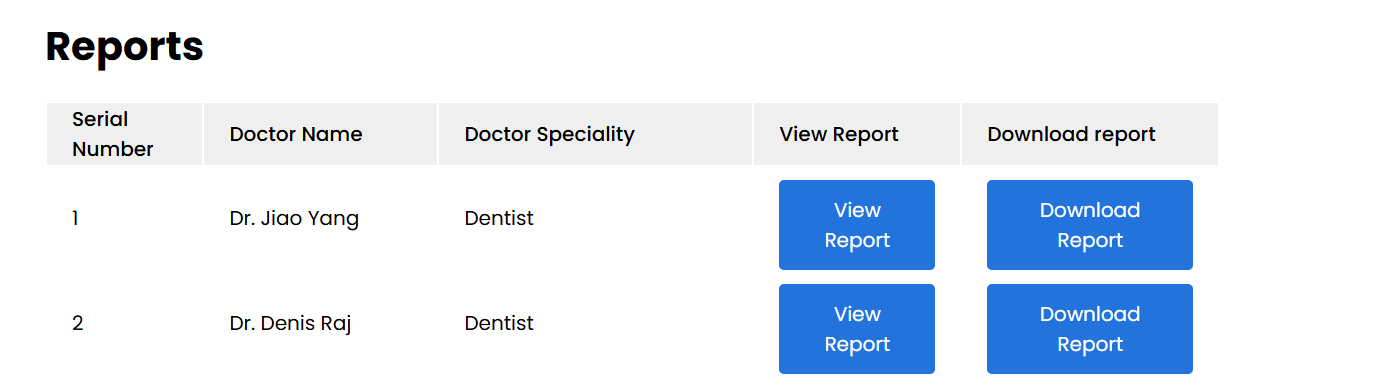 Reports
Serial
Number
Doctor Name
Doctor Speciality
View Report
Download report
1
Dr. Jiao Yang
Dentist
View
Report
Download
Report
2
Dr. Denis Raj
Dentist
View
Report
Download
Report